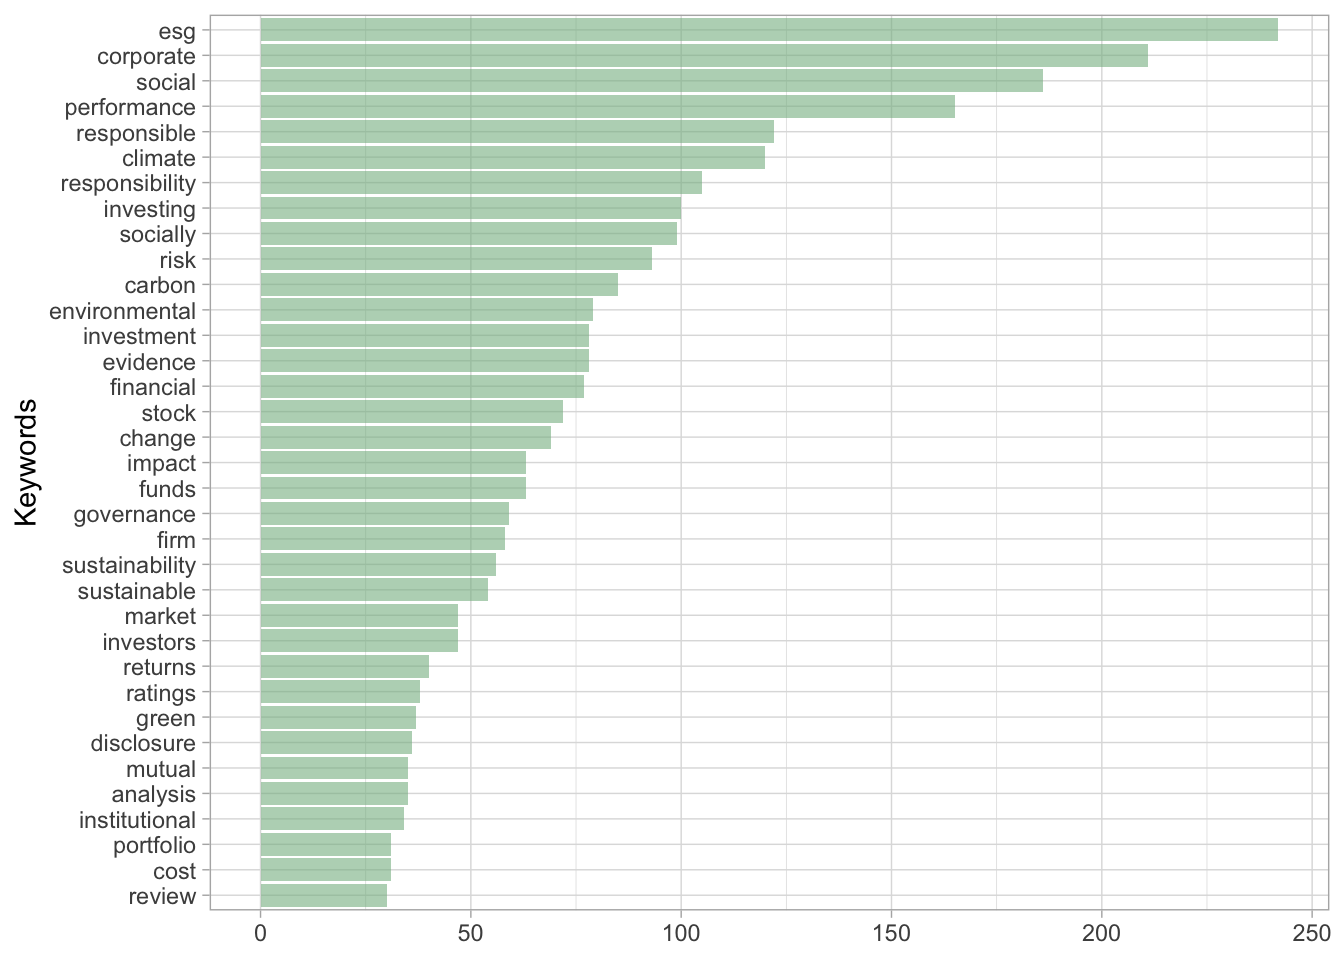 Keywords
esg
corporate
social
performance
responsible
climate
responsibility
investing
socially
risk
carbon
environmental
investment
evidence
financial
stock
change
impact
funds
governance
firm
sustainability
sustainable
market
investors
returns
ratings
green
disclosure
mutual
analysis
institutional
portfolio
cost
review
0 50 100 150 200 250